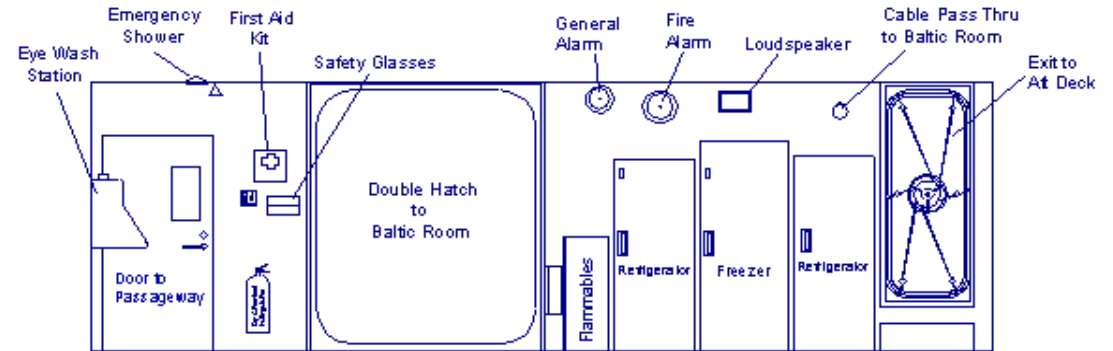 Emergency
Shower
First Aid
Kit
Eye Wash
Station
Safety Glasses
General
Alarm
Fire
Alarm
Loudspeaker
Cable Pass Thru
to Baltic Room
Exit to
Aft Deck
Double Hatch
to
Baltic Room
Door to
Passageway
Flammables
Refrigerator
Freezer
Refrigerator